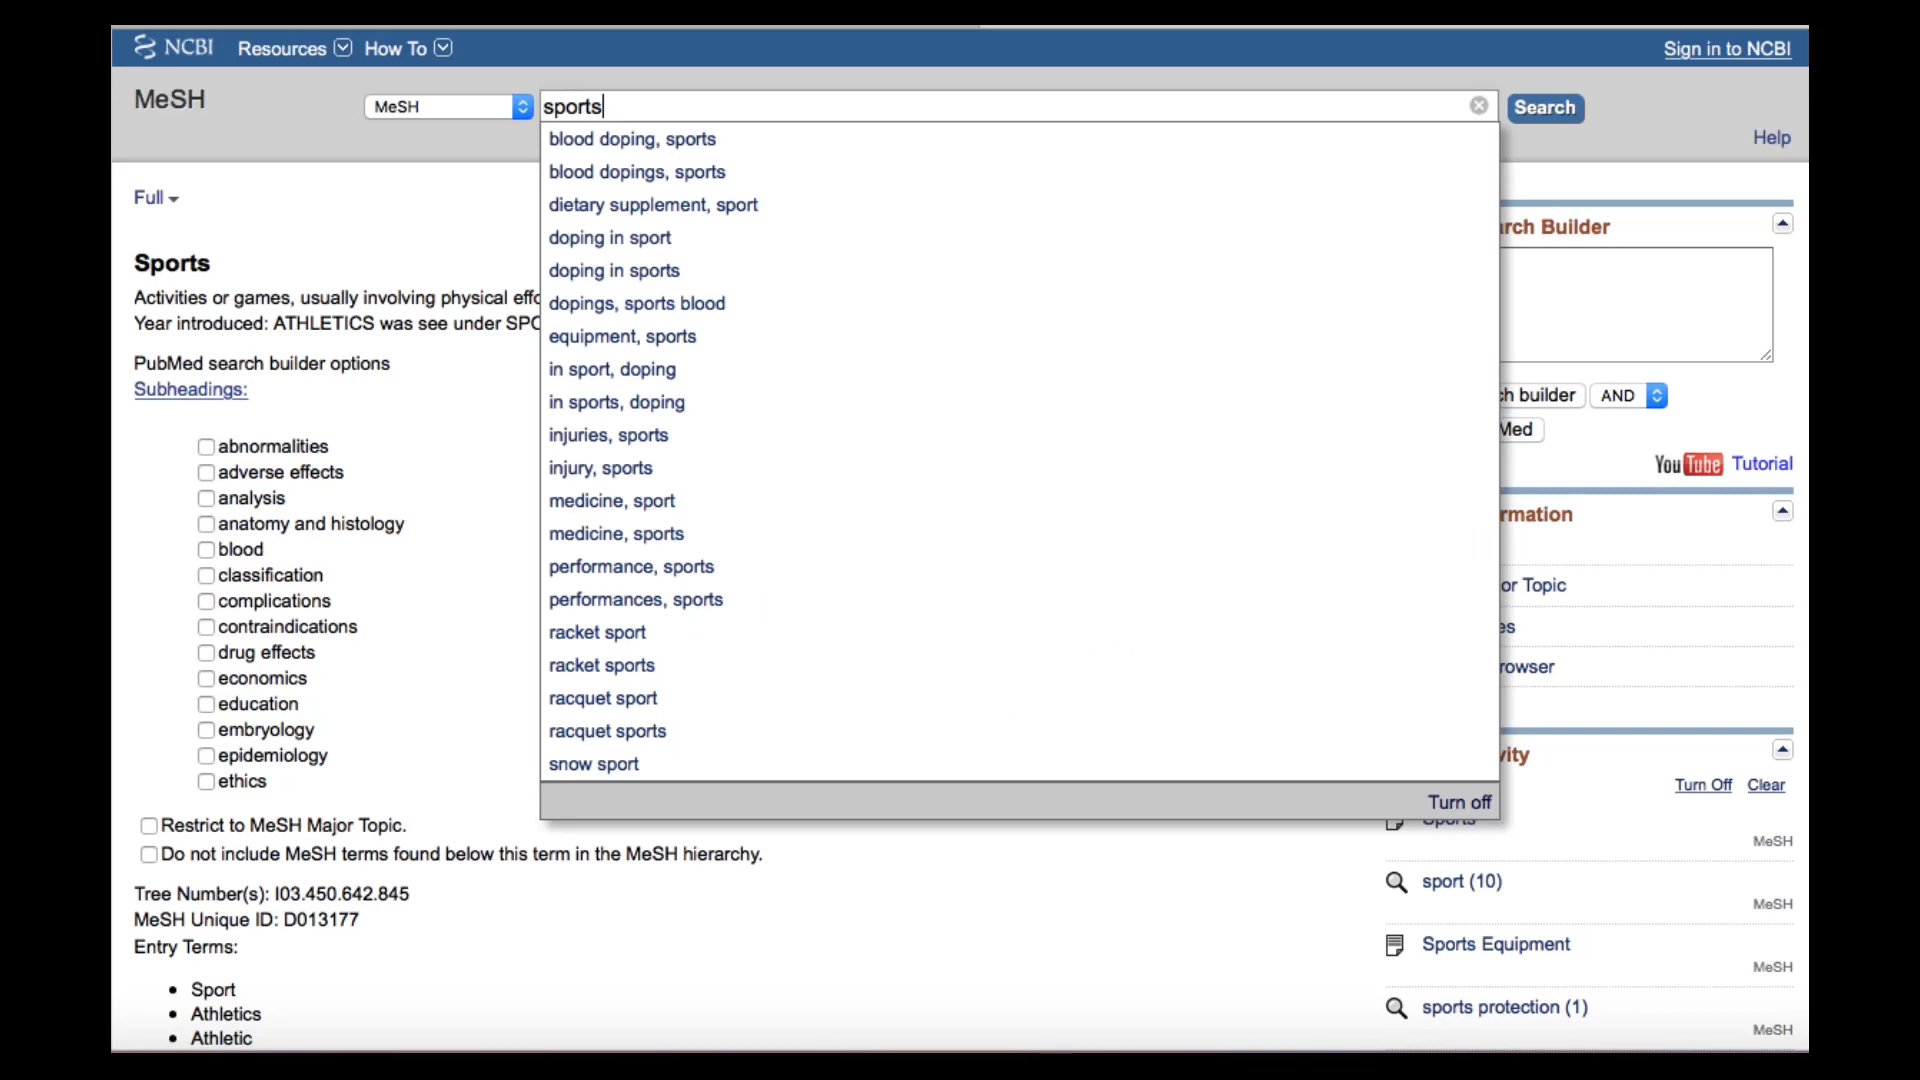 NCBI Resources How To Sign in to NCBI
MeSH
MeSH
sports
Search
Help
blood doping, sports
blood dopings, sports
dietary supplement, sport
doping in sport
doping in sports
dopings, sports blood
equipment, sports
in sport, doping
in sports, doping
injuries, sports
injury, sports
medicine, sport
medicine, sports
performance, sports
performances, sports
racket sport
racket sports
racquet sport
racquet sports
snow sport
Turn off
Full
Sports
Activities or games, usually involving physical effo
Year introduced: ATHLETICS was see under SPO
PubMed search builder options
Subheadings:
abnormalities
adverse effects
analysis
anatomy and histology
blood
classification
complications
contraindications
drug effects
economics
education
embryology
epidemiology
ethics
Restrict to MeSH Major Topic.
Do not include MeSH terms found below this term in the MeSH hierarchy.
Tree Number(s): I03.450.642.845
MeSH Unique ID: D013177
Entry Terms:
Sport
Athletics
Athletic
rch Builder
ch builder AND
Med
YouTube Tutorial
rmation
or Topic
es
rowser
vity
Turn Off Clear
Sports
MeSH
sport (10)
MeSH
Sports Equipment
MeSH
sports protection (1)
MeSH